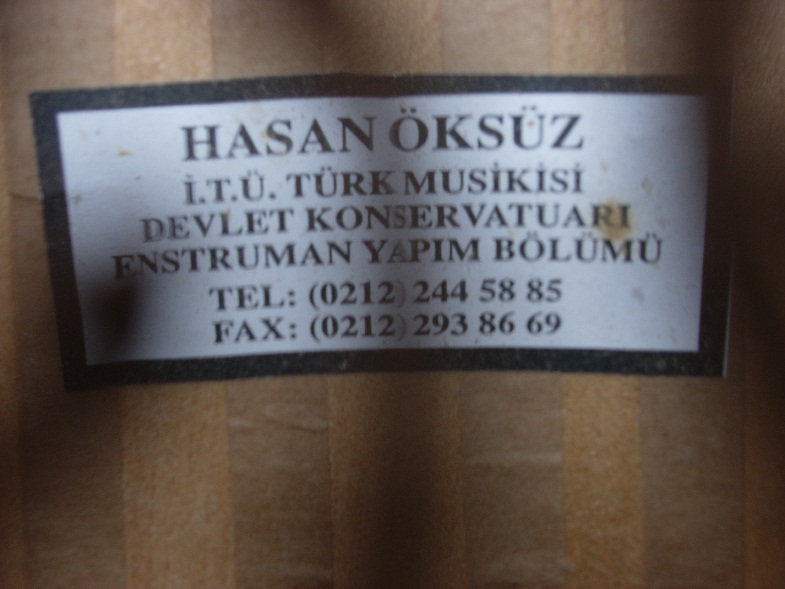 HASAN ÖKSÜZ
İ.T.Ü. TÜRK MUSİKİSİ
DEVLET KONSERVATUARI
ENSTRUMAN YAPIM BÖLÜMÜ
TEL: (0212) 244 58 85
FAX: (0212) 293 86 69